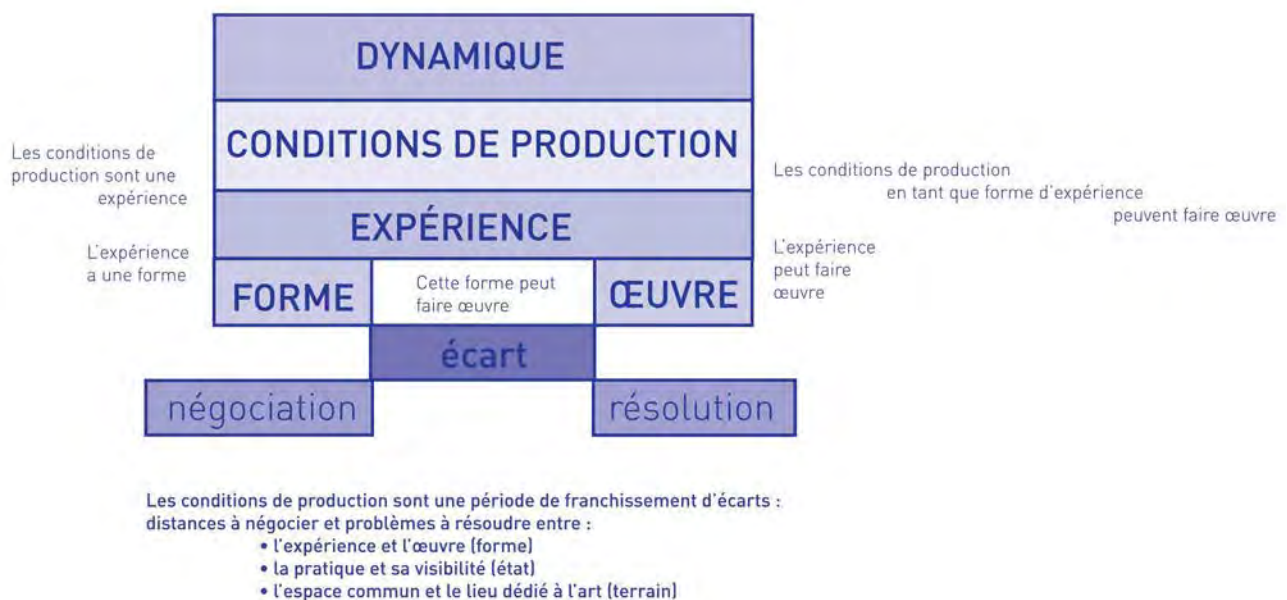 DYNAMIQUE
CONDITIONS DE PRODUCTION
Les conditions de
production sont une
expérience
Les conditions de production
en tant que forme d'expérience
peuvent faire œuvre
EXPÉRIENCE
L'expérience
a une forme
L'expérience
peut faire
œuvre
FORME
Cette forme peut
faire œuvre
ŒUVRE
écart
négociation
résolution
Les conditions de production sont une période de franchissement d'écarts :
distances à négocier et problèmes à résoudre entre :
• l'expérience et l'œuvre (forme)
• la pratique et sa visibilité (état)
• l'espace commun et le lieu dédié à l'art (terrain)